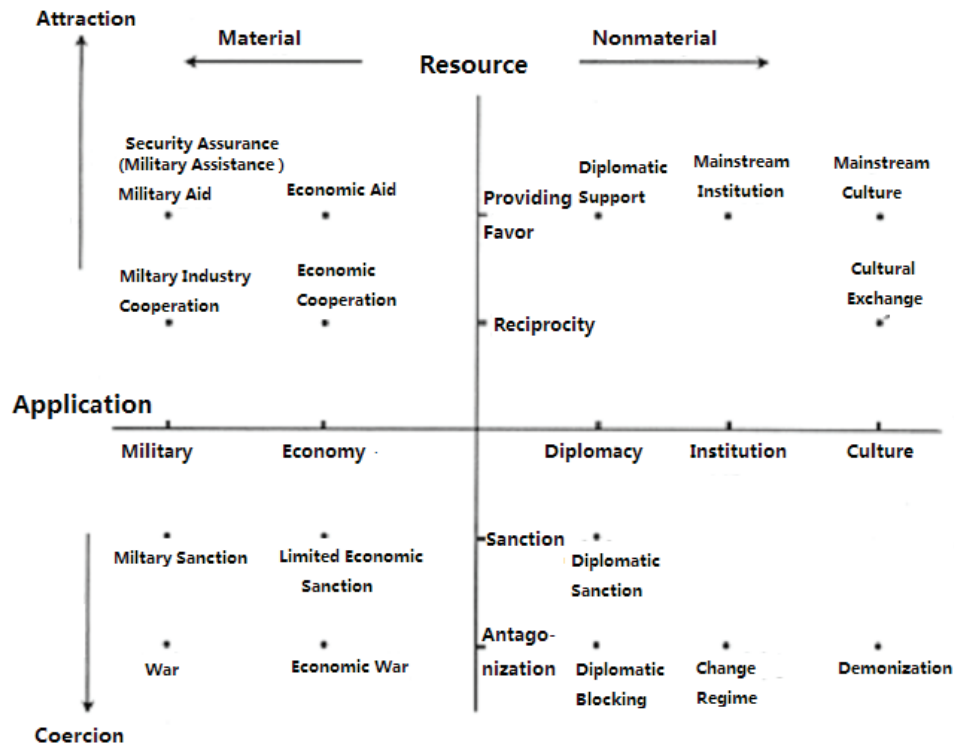 Attraction
Material
Nonmaterial
Resource
Security Assurance
(Military Assistance )
Military Aid
Economic Aid
Providing
Favor
Diplomatic
Support
Mainstream
Institution
Mainstream
Culture
Miltary Industry
Cooperation
Economic
Cooperation
Reciprocity
Cultural
Exchange
Application
Military
Economy
Diplomacy
Institution
Culture
Miltary Sanction
Limited Economic
Sanction
Sanction
Diplomatic
Sanction
War
Economic War
Antago-
nization
Diplomatic
Blocking
Change
Regime
Demonization
Coercion